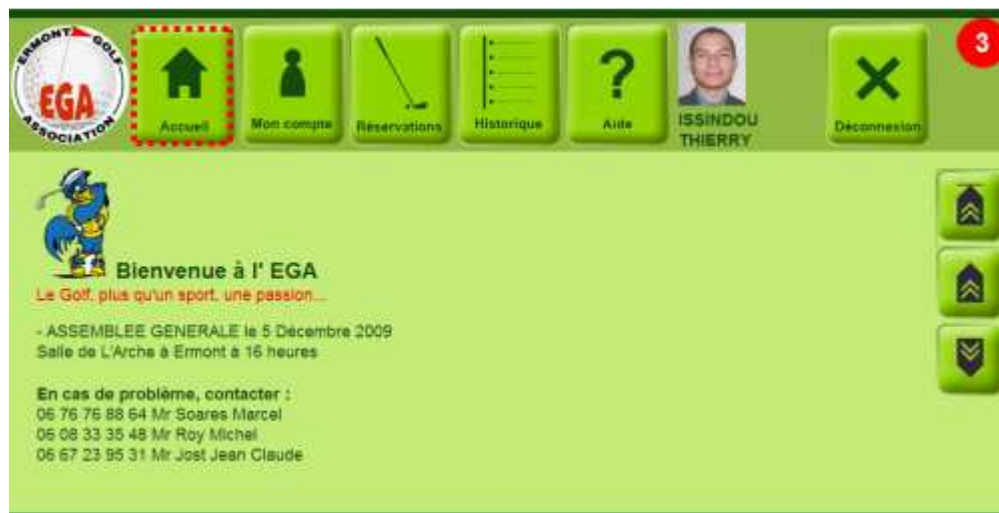 ERMONT GOLF
EGA
ASSOCIATION
Accueil
Mon compte
Réservations
Historique
Aide
ISSINDOU
THIERRY
Déconnexion
3
Bienvenue à l' EGA
Le Golf, plus qu'un sport, une passion...
- ASSEMBLEE GENERALE le 5 Décembre 2009
Salle de L'Arche à Ermont à 16 heures
En cas de problème, contacter :
06 76 76 88 64 Mr Soares Marcel
06 08 33 35 48 Mr Roy Michel
06 67 23 95 31 Mr Jost Jean Claude